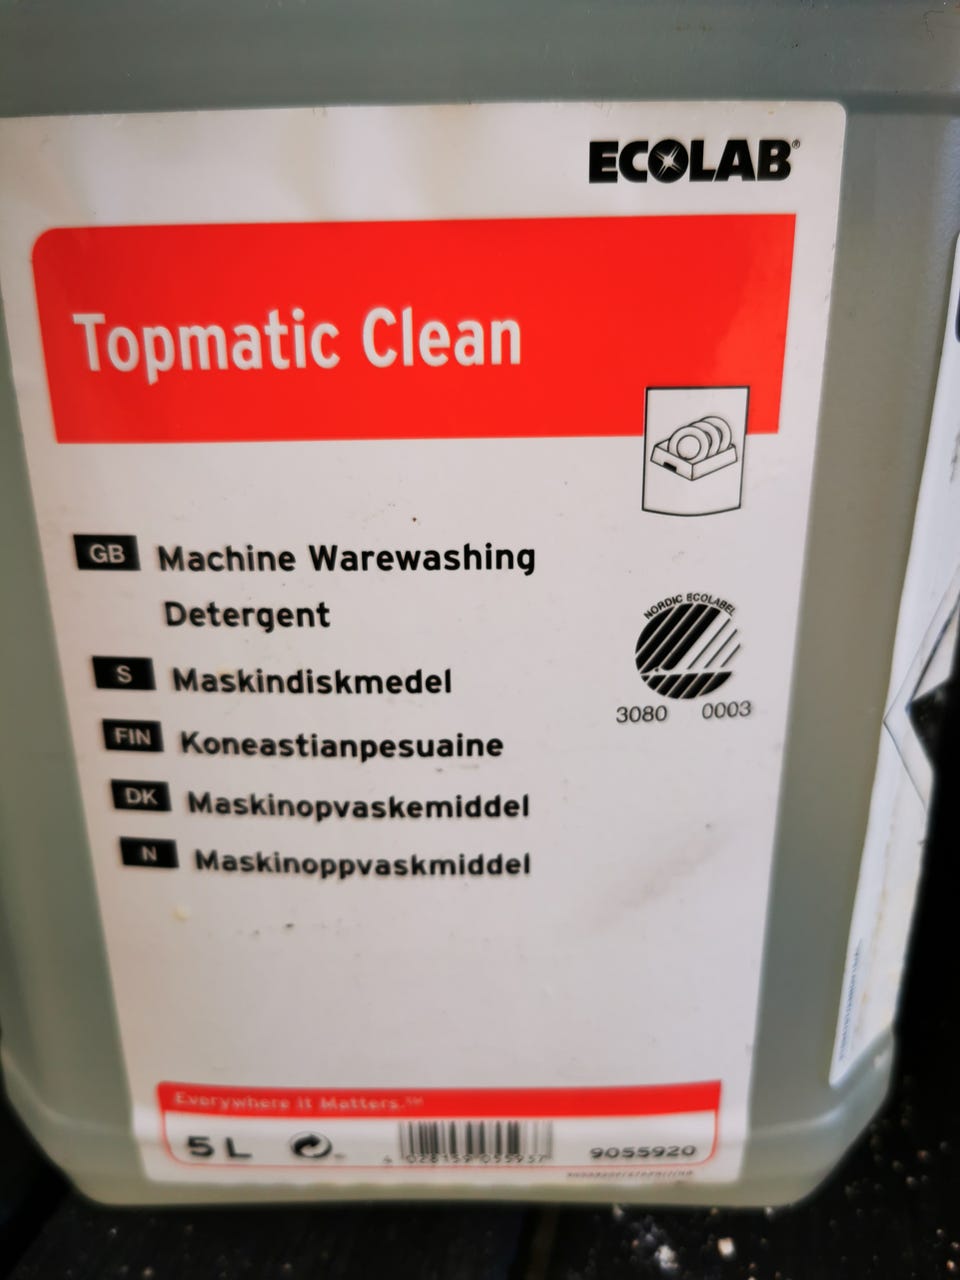 ECOLAB®
Topmatic Clean
GB Machine Warewashing
Detergent
NORDIC ECOLABEL
3080 0003
S Maskindiskmedel
FIN Koneastianpesuaine
DK Maskinopvaskemiddel
N Maskinoppvaskmiddel
Everywhere It Matters.™
5 L
9055920